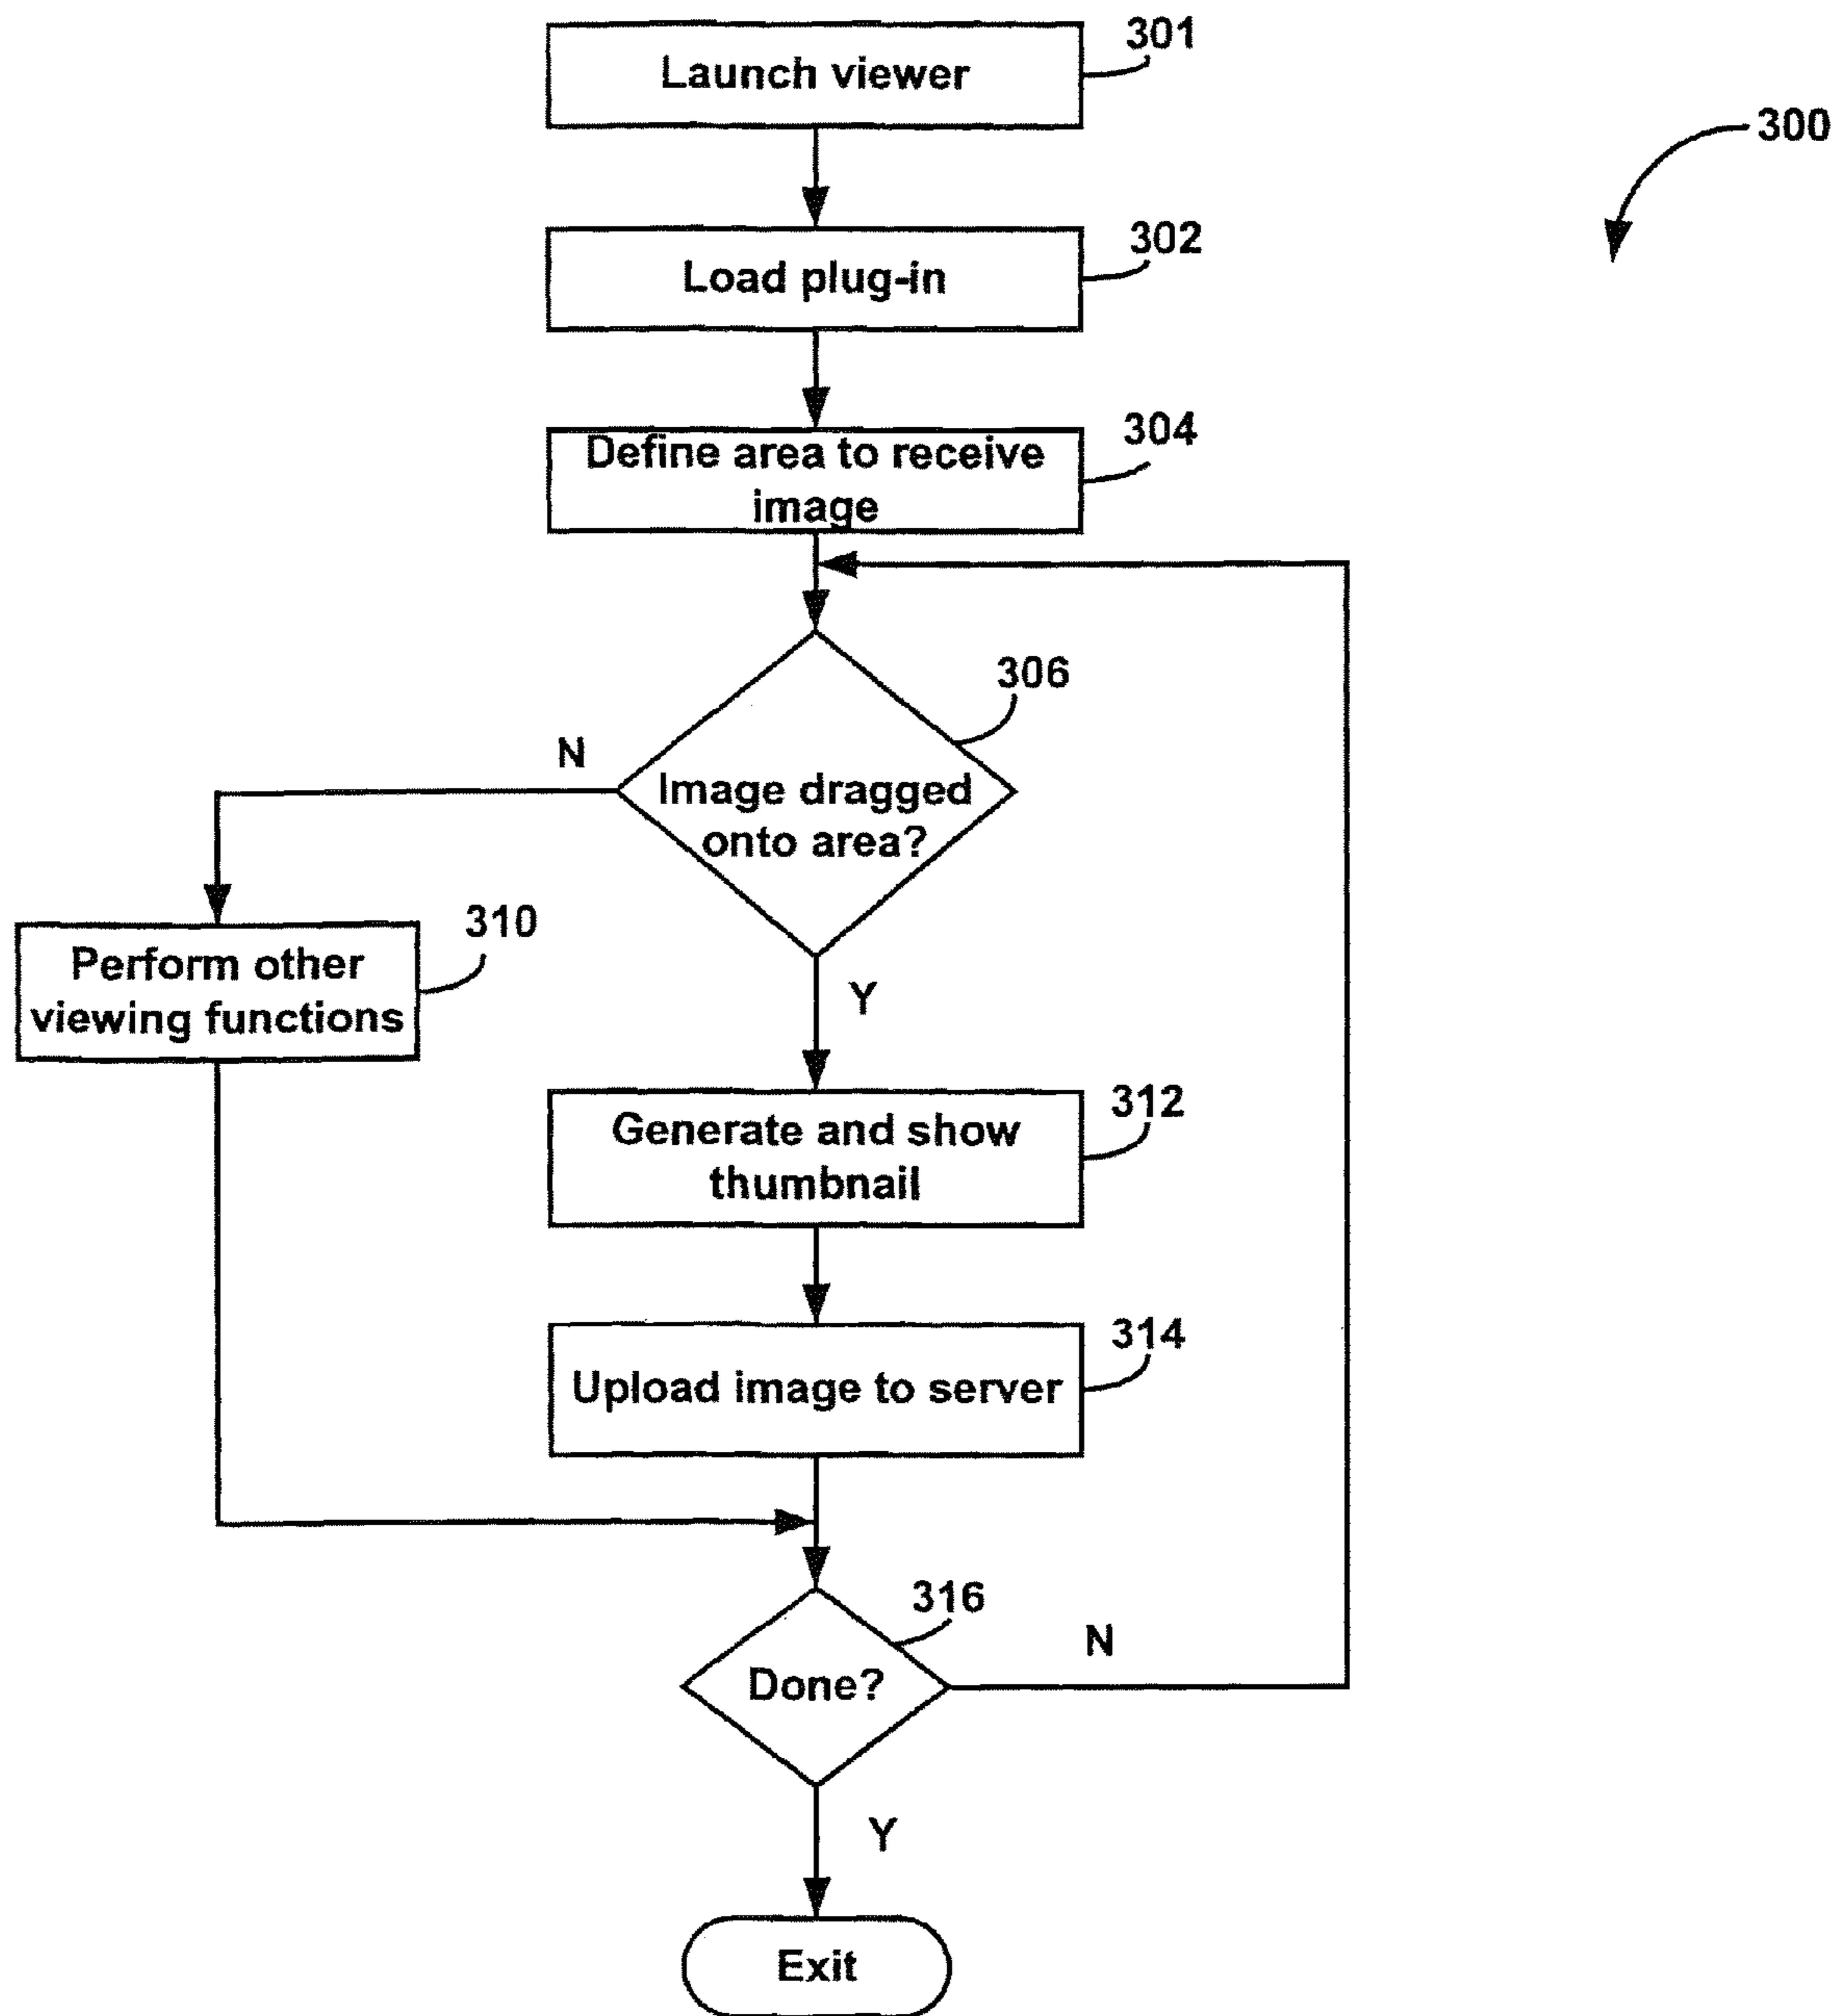 301
Launch viewer
300
302
Load plug-in
304
Define area to receive
image
306
N
Image dragged
onto area?
310
Perform other
viewing functions
Y
312
Generate and show
thumbnail
314
Upload image to server
316
N
Done?
Y
Exit